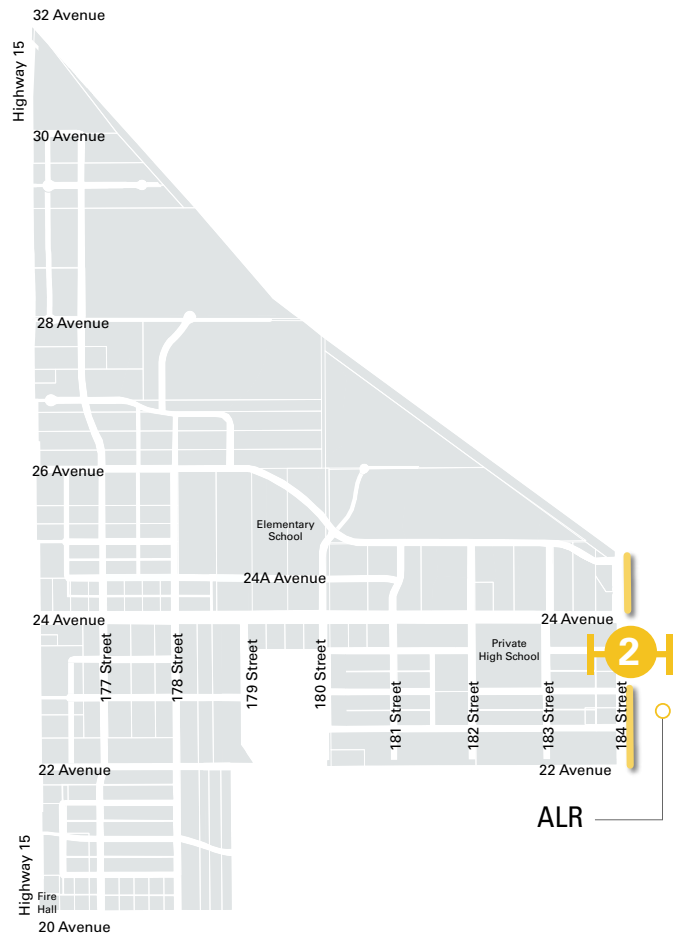 32 Avenue
Highway 15
30 Avenue
28 Avenue
26 Avenue
Elementary
School
24A Avenue
24 Avenue
24 Avenue
177 Street
178 Street
179 Street
180 Street
Private
High School
2
181 Street
182 Street
183 Street
184 Street
22 Avenue
22 Avenue
ALR
Highway 15
Fire
Hall
20 Avenue